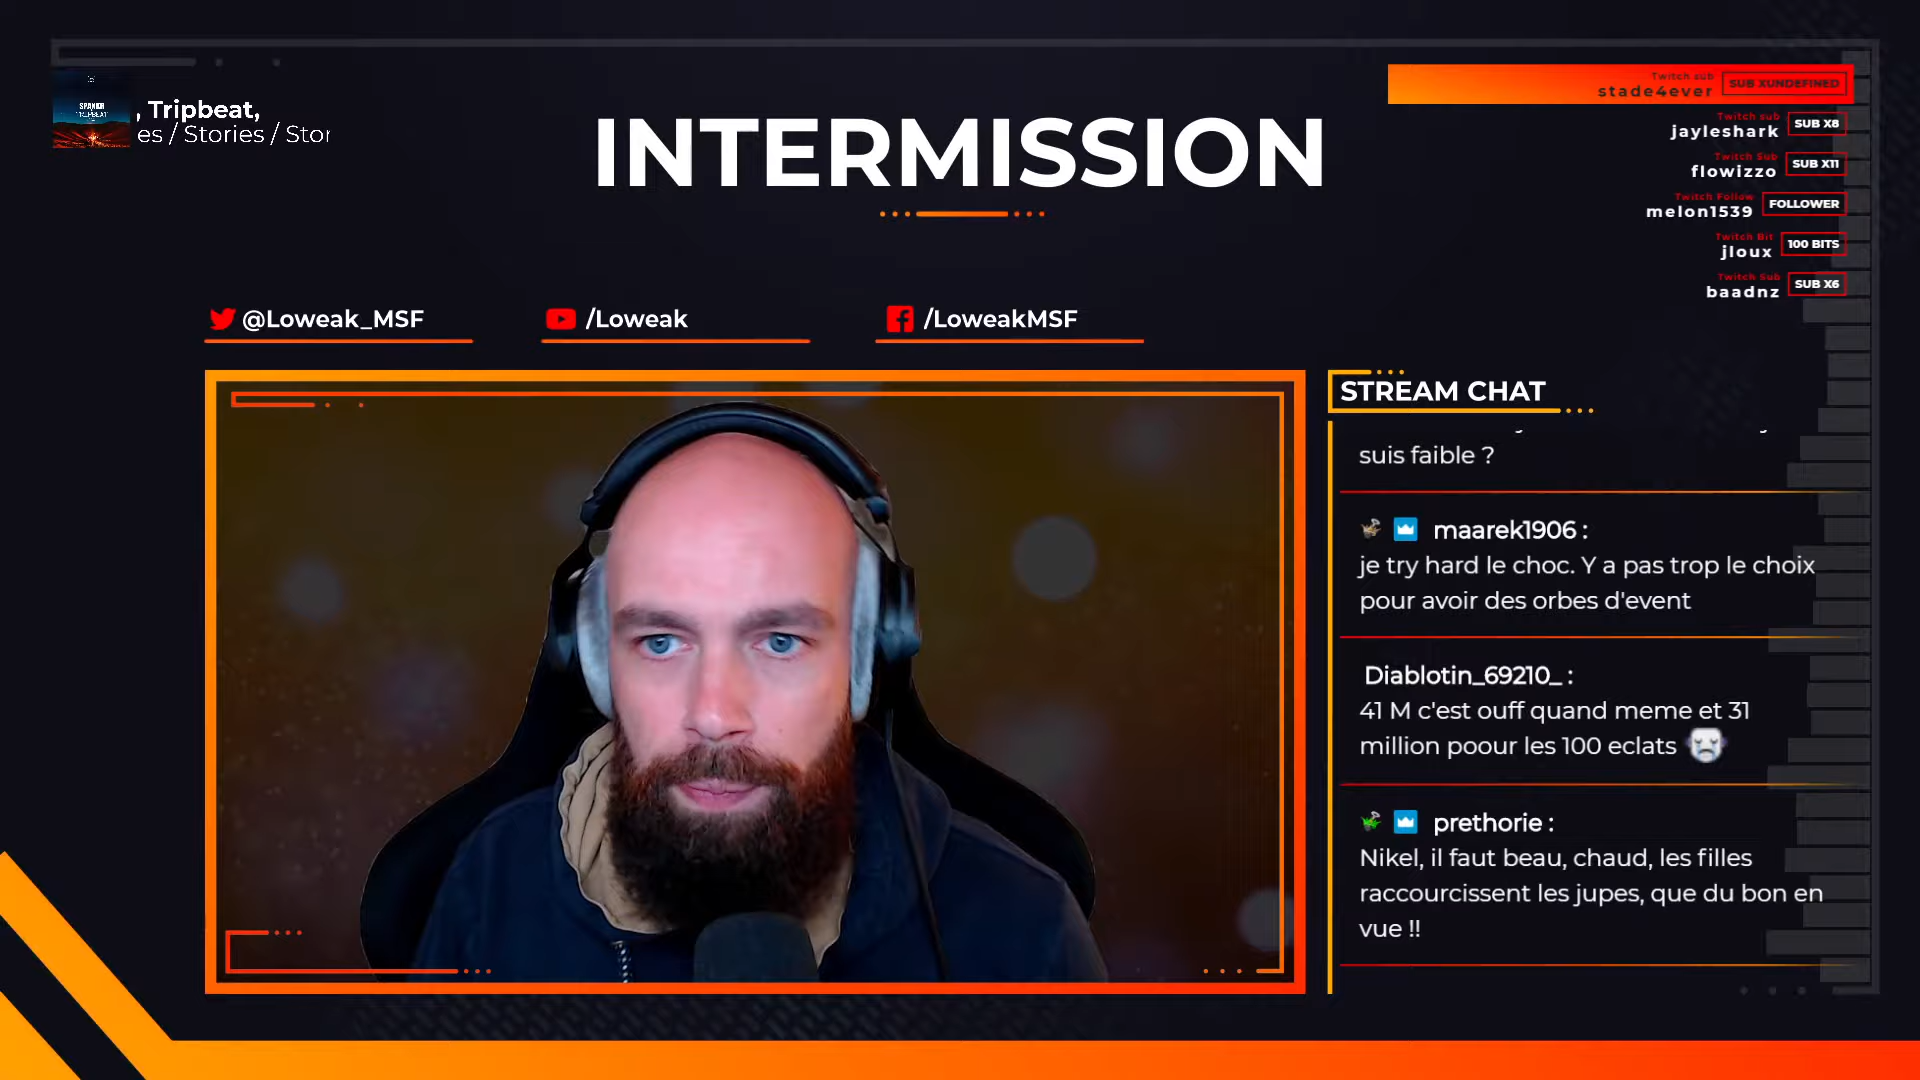 SPANKER
TRIPBEAT
, Tripbeat,
es / Stories / Stor
INTERMISSION
Twitch sub
stade4ever
SUB XUNDEFINED
Twitch sub
jayleshark
SUB X8
Twitch Sub
flowizzo
SUB X11
Twitch Follow
melon1539
FOLLOWER
Twitch Bit
jloux
100 BITS
Twitch Sub
baadnz
SUB X6
@Loweak_MSF
/Loweak
/LoweakMSF
STREAM CHAT
suis faible ?
maarek1906 :
je try hard le choc. Y a pas trop le choix
pour avoir des orbes d'event
Diablotin_69210_ :
41 M c'est ouff quand meme et 31
million poour les 100 eclats
prethorie :
Nikel, il faut beau, chaud, les filles
raccourcissent les jupes, que du bon en
vue !!